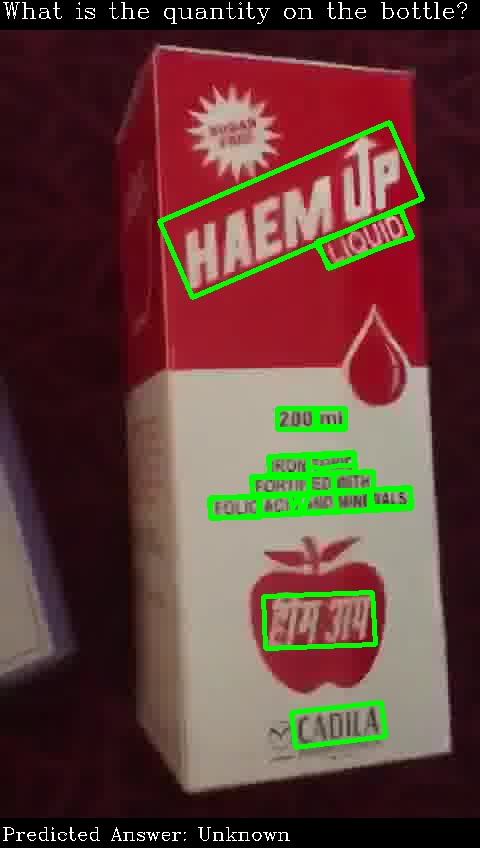 What is the quantity on the bottle?
SUGAR
FREE
HAEM UP
LIQUID
200 ml
IRON TONIC
FORTIFIED WITH
FOLIC ACID AND MINERALS
हीम अप
CADILA
Predicted Answer: Unknown